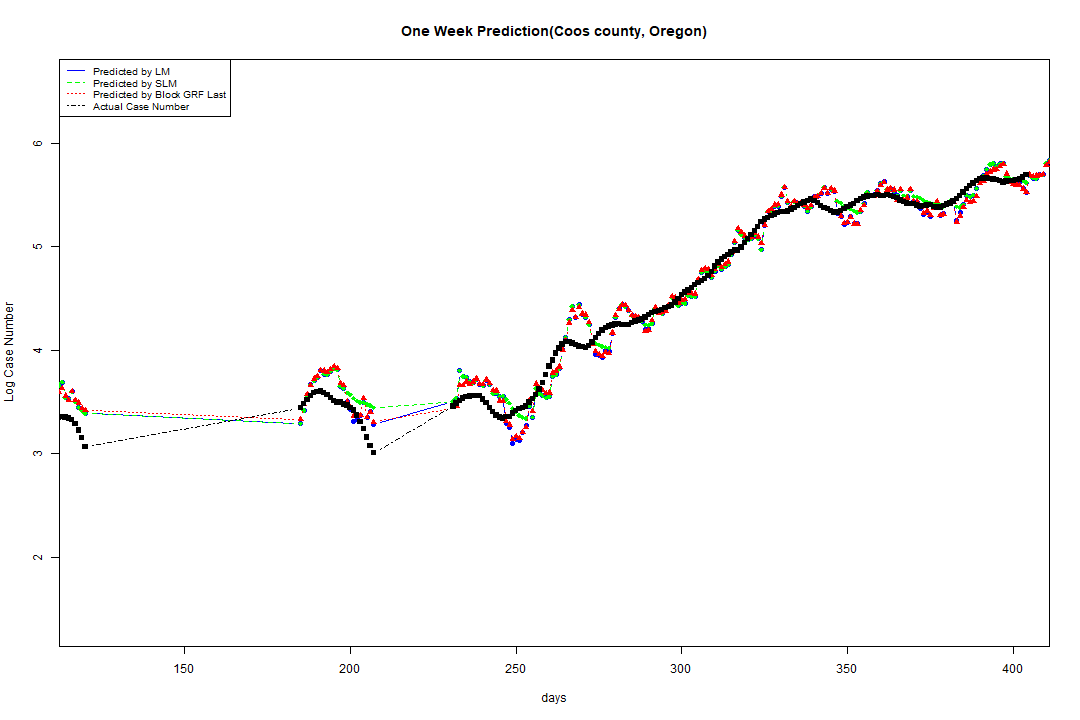 One Week Prediction(Coos county, Oregon)
Predicted by LM
Predicted by SLM
Predicted by Block GRF Last
Actual Case Number
6
5
4
3
2
Log Case Number
150 200 250 300 350 400
days